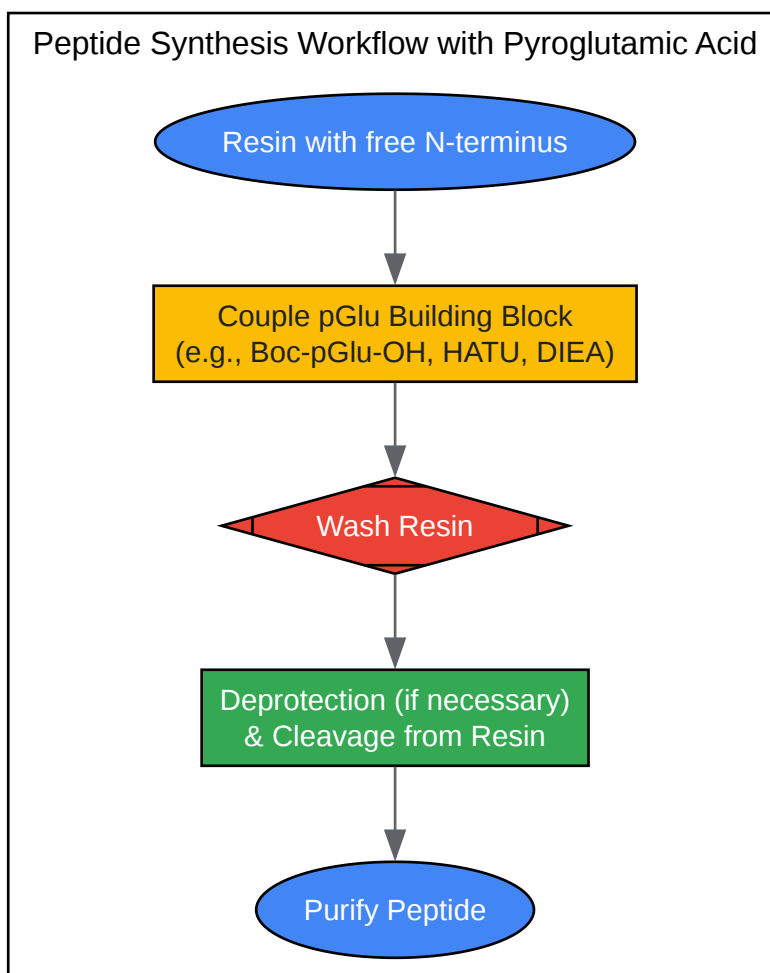 Peptide Synthesis Workflow with Pyroglutamic Acid
Resin with free N-terminus
Couple pGlu Building Block
(e.g., Boc-pGlu-OH, HATU, DIEA)
Wash Resin
Deprotection (if necessary)
& Cleavage from Resin
Purify Peptide